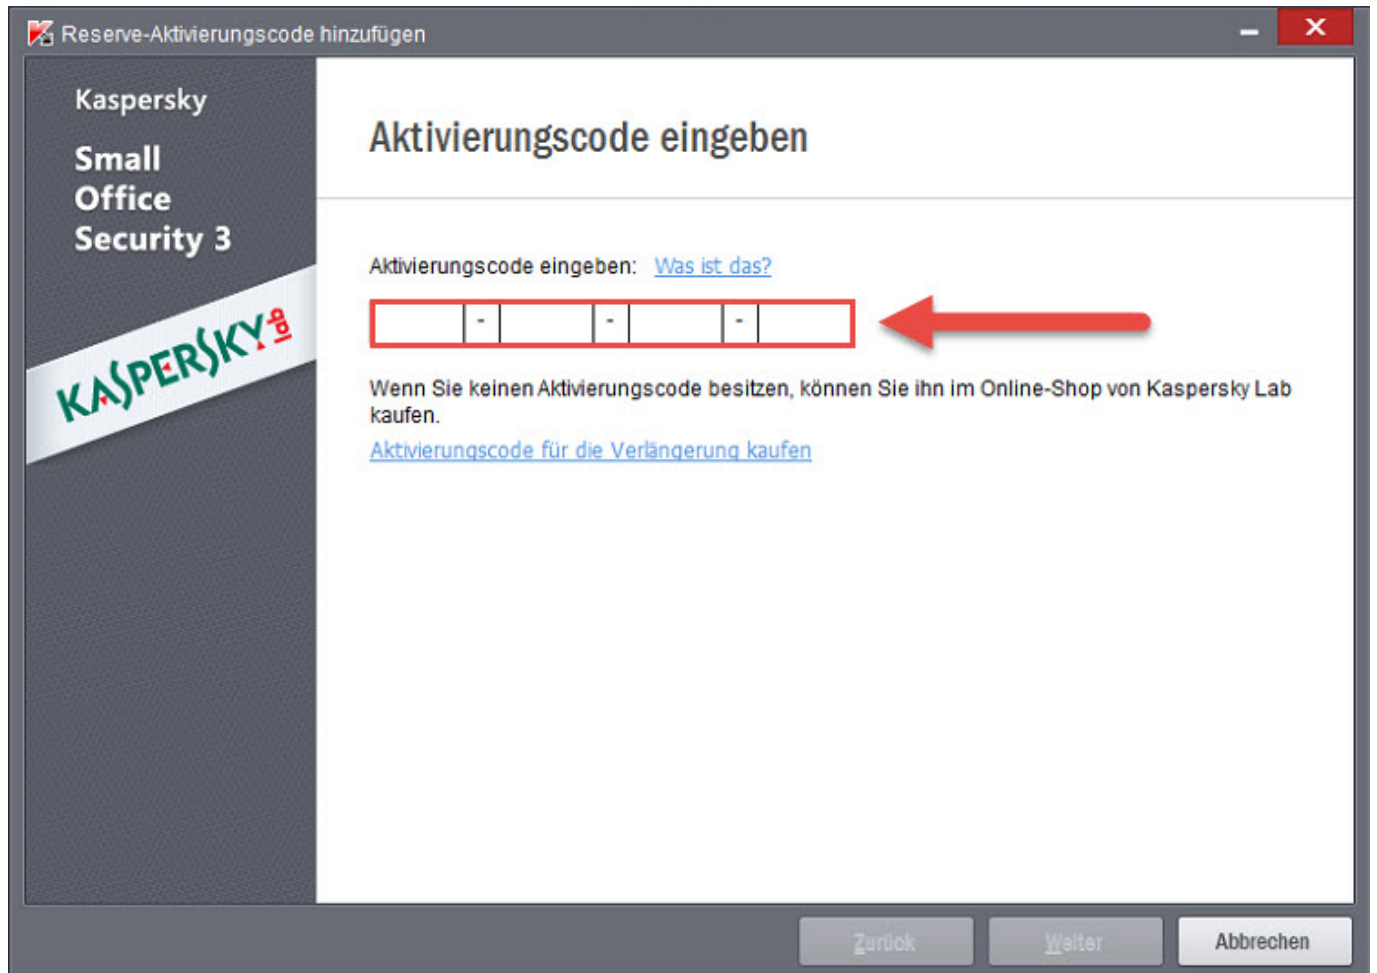 Reserve-Aktivierungscode hinzufügen
Kaspersky
Small
Office
Security 3
KASPERSKY lab
Aktivierungscode eingeben
Aktivierungscode eingeben: Was ist das?
- - -
Wenn Sie keinen Aktivierungscode besitzen, können Sie ihn im Online-Shop von Kaspersky Lab
kaufen.
Aktivierungscode für die Verlängerung kaufen
Zurück Weiter Abbrechen